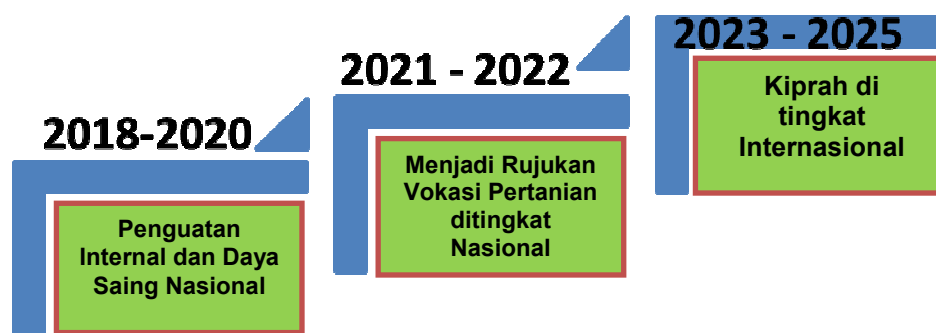 2018-2020
Penguatan
Internal dan Daya
Saing Nasional
2021 - 2022
Menjadi Rujukan
Vokasi Pertanian
ditingkat
Nasional
2023 - 2025
Kiprah di
tingkat
Internasional